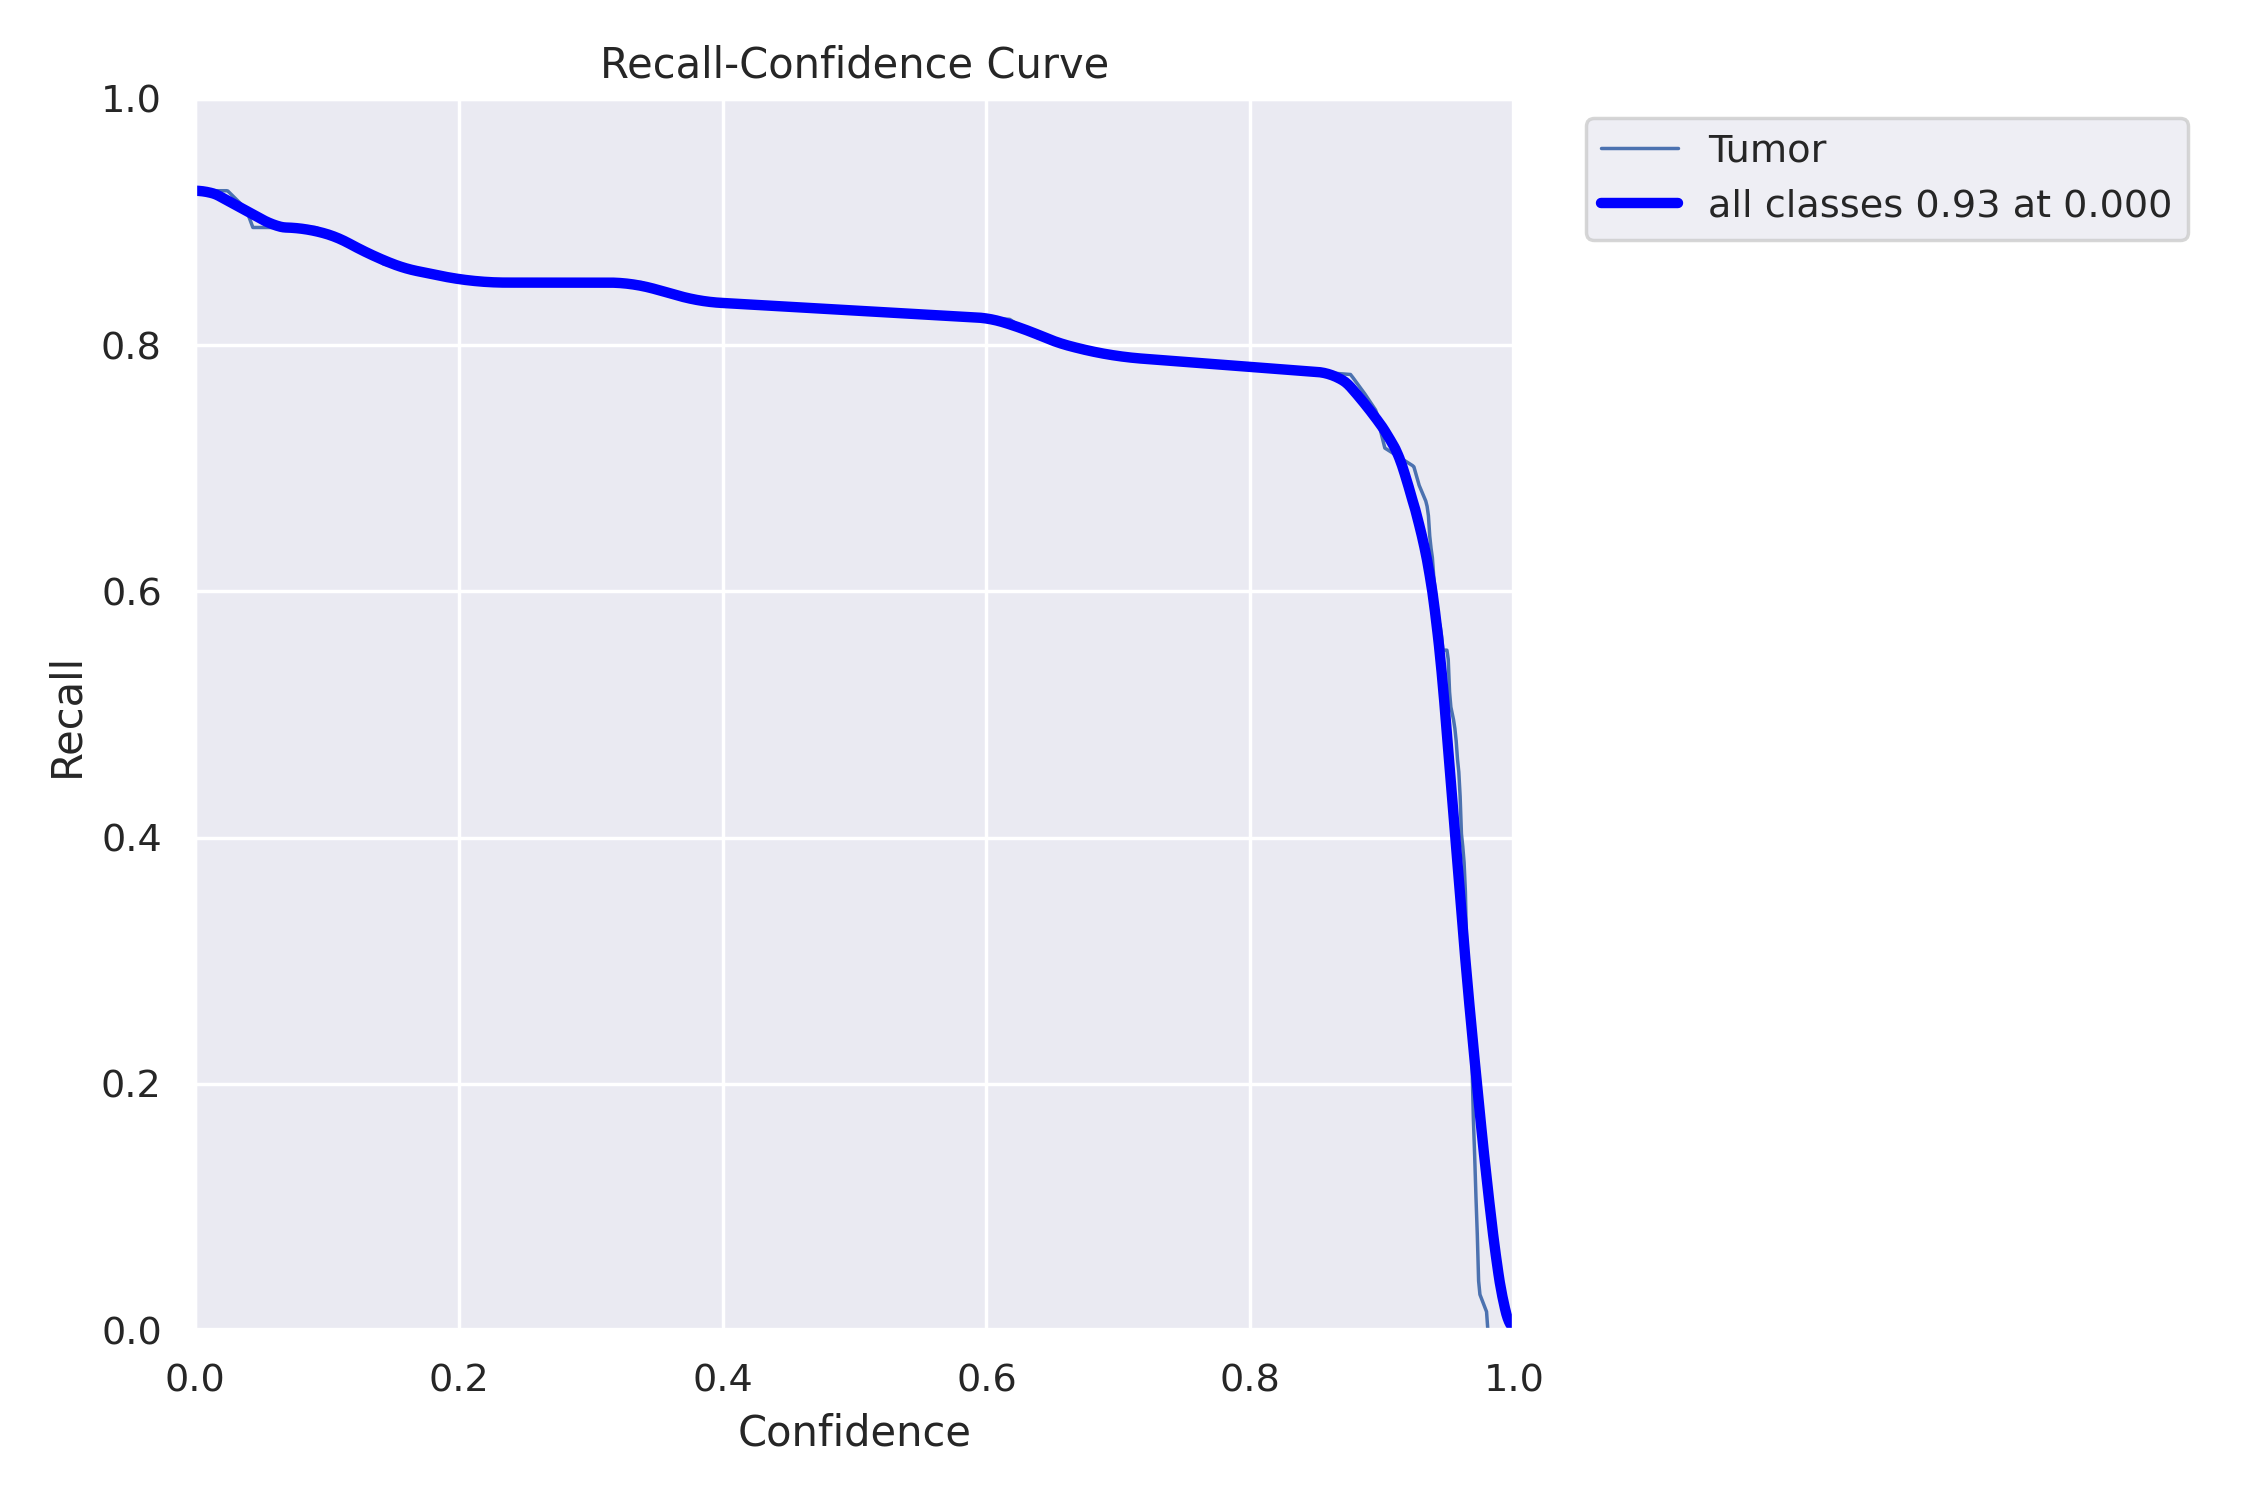 Recall-Confidence Curve
1.0
0.8
0.6
0.4
0.2
0.0
Recall
0.0 0.2 0.4 0.6 0.8 1.0
Confidence
Tumor
all classes 0.93 at 0.000